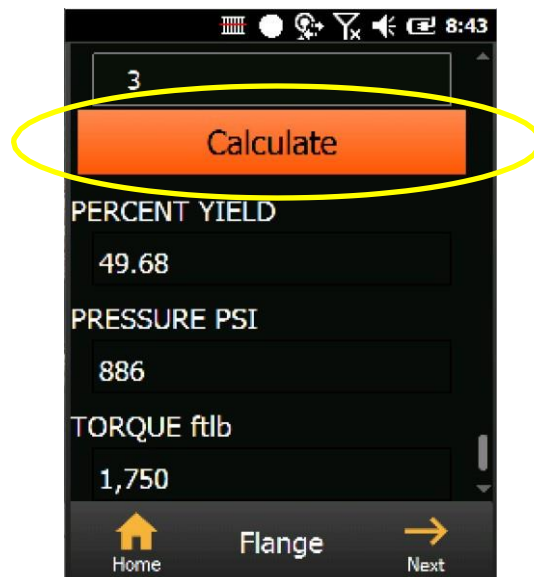 8:43
3
Calculate
PERCENT YIELD
49.68
PRESSURE PSI
886
TORQUE ftlb
1,750
Home Flange Next